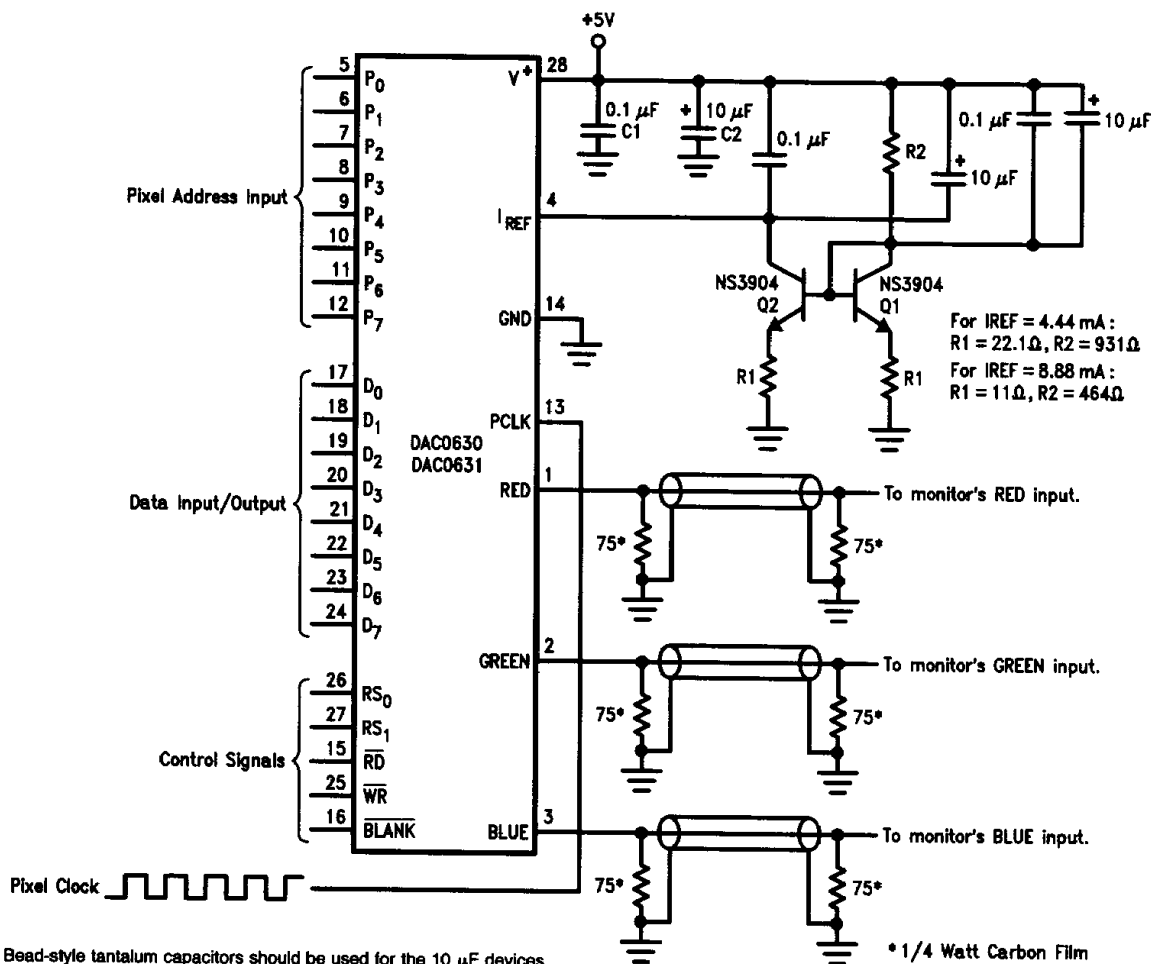 +5V
5 P0
6 P1
7 P2
8 P3
9 P4
10 P5
11 P6
12 P7
Pixel Address Input
17 D0
18 D1
19 D2
20 D3
21 D4
22 D5
23 D6
24 D7
Data Input/Output
26 RS0
27 RS1
15 RD
25 WR
16 BLANK
Control Signals
Pixel Clock
DAC0630
DAC0631
V+ 28
IREF 4
GND 14
PCLK 13
RED 1
GREEN 2
BLUE 3
0.1 μF
C1
+ 10 μF
C2
0.1 μF
R2
+ 10 μF
0.1 μF
+ 10 μF
NS3904
Q2
NS3904
Q1
R1
R1
For IREF = 4.44 mA :
R1 = 22.1Ω, R2 = 931Ω
For IREF = 8.88 mA :
R1 = 11Ω, R2 = 464Ω
To monitor's RED input.
75*
75*
To monitor's GREEN input.
75*
75*
To monitor's BLUE input.
75*
75*
* 1/4 Watt Carbon Film
Bead-style tantalum capacitors should be used for the 10 μF devices